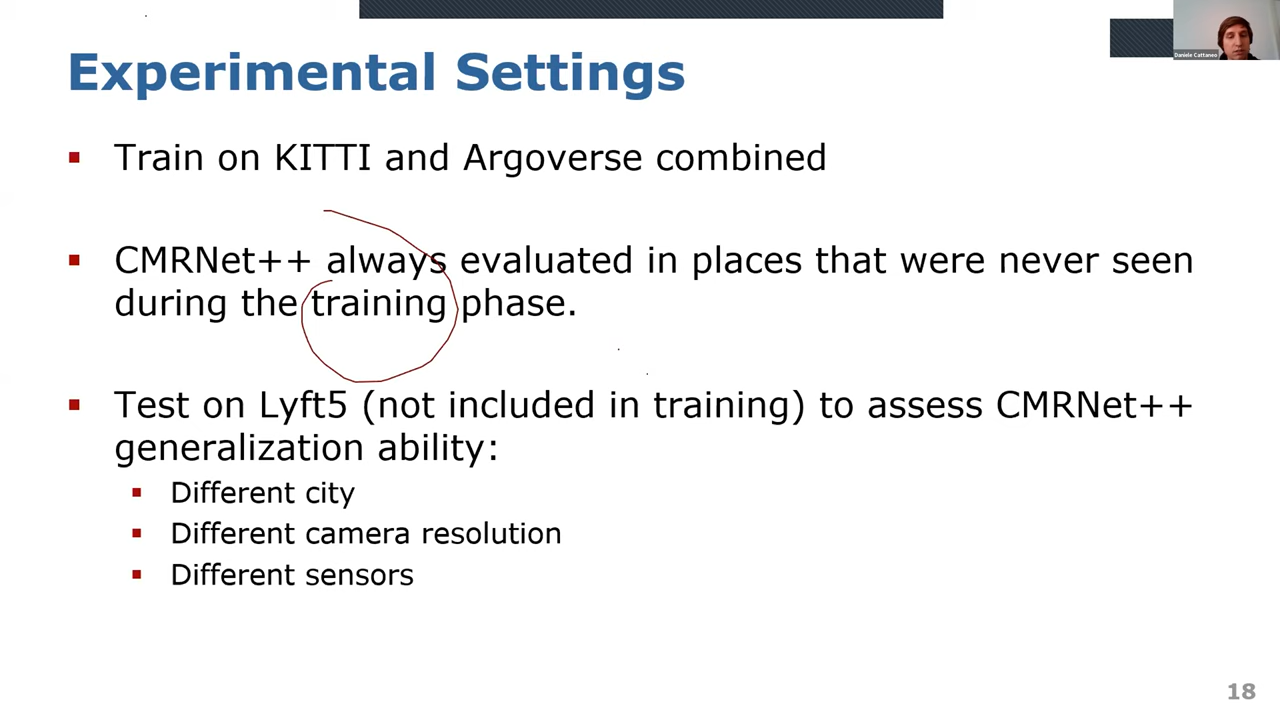 Daniele Cattaneo
Experimental Settings
▪ Train on KITTI and Argoverse combined
▪ CMRNet++ always evaluated in places that were never seen
during the training phase.
▪ Test on Lyft5 (not included in training) to assess CMRNet++
generalization ability:
▪ Different city
▪ Different camera resolution
▪ Different sensors
18